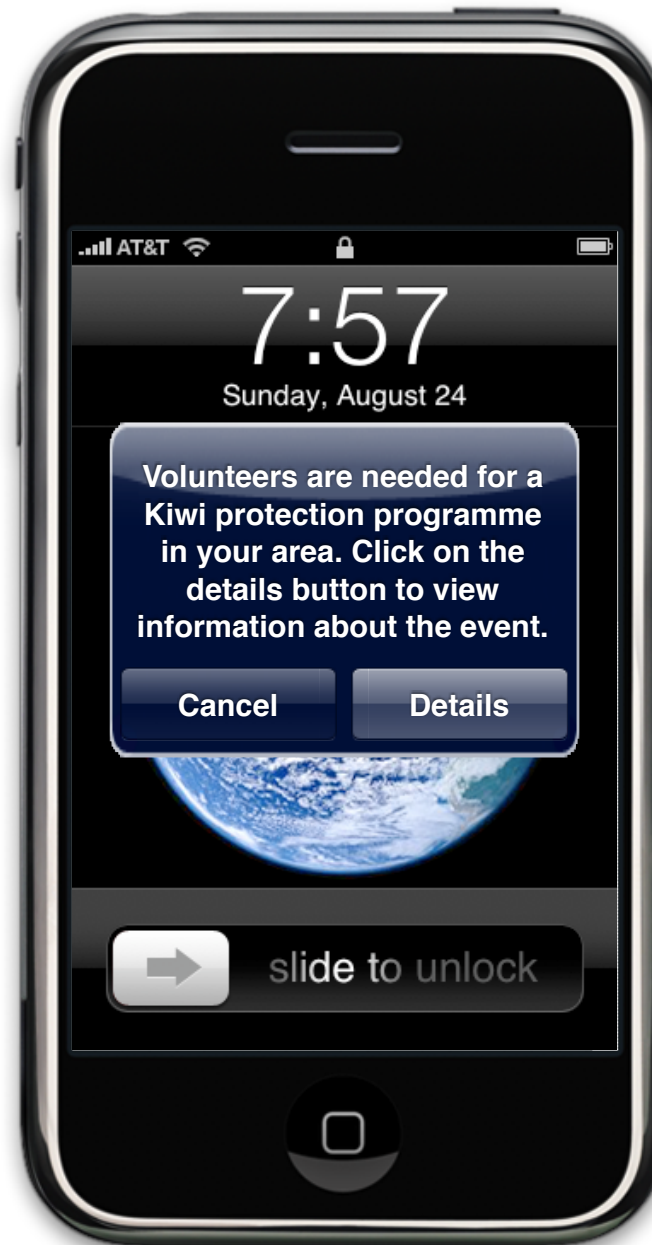 AT&T
7:57
Sunday, August 24
Volunteers are needed for a
Kiwi protection programme
in your area. Click on the
details button to view
information about the event.
Cancel Details
slide to unlock